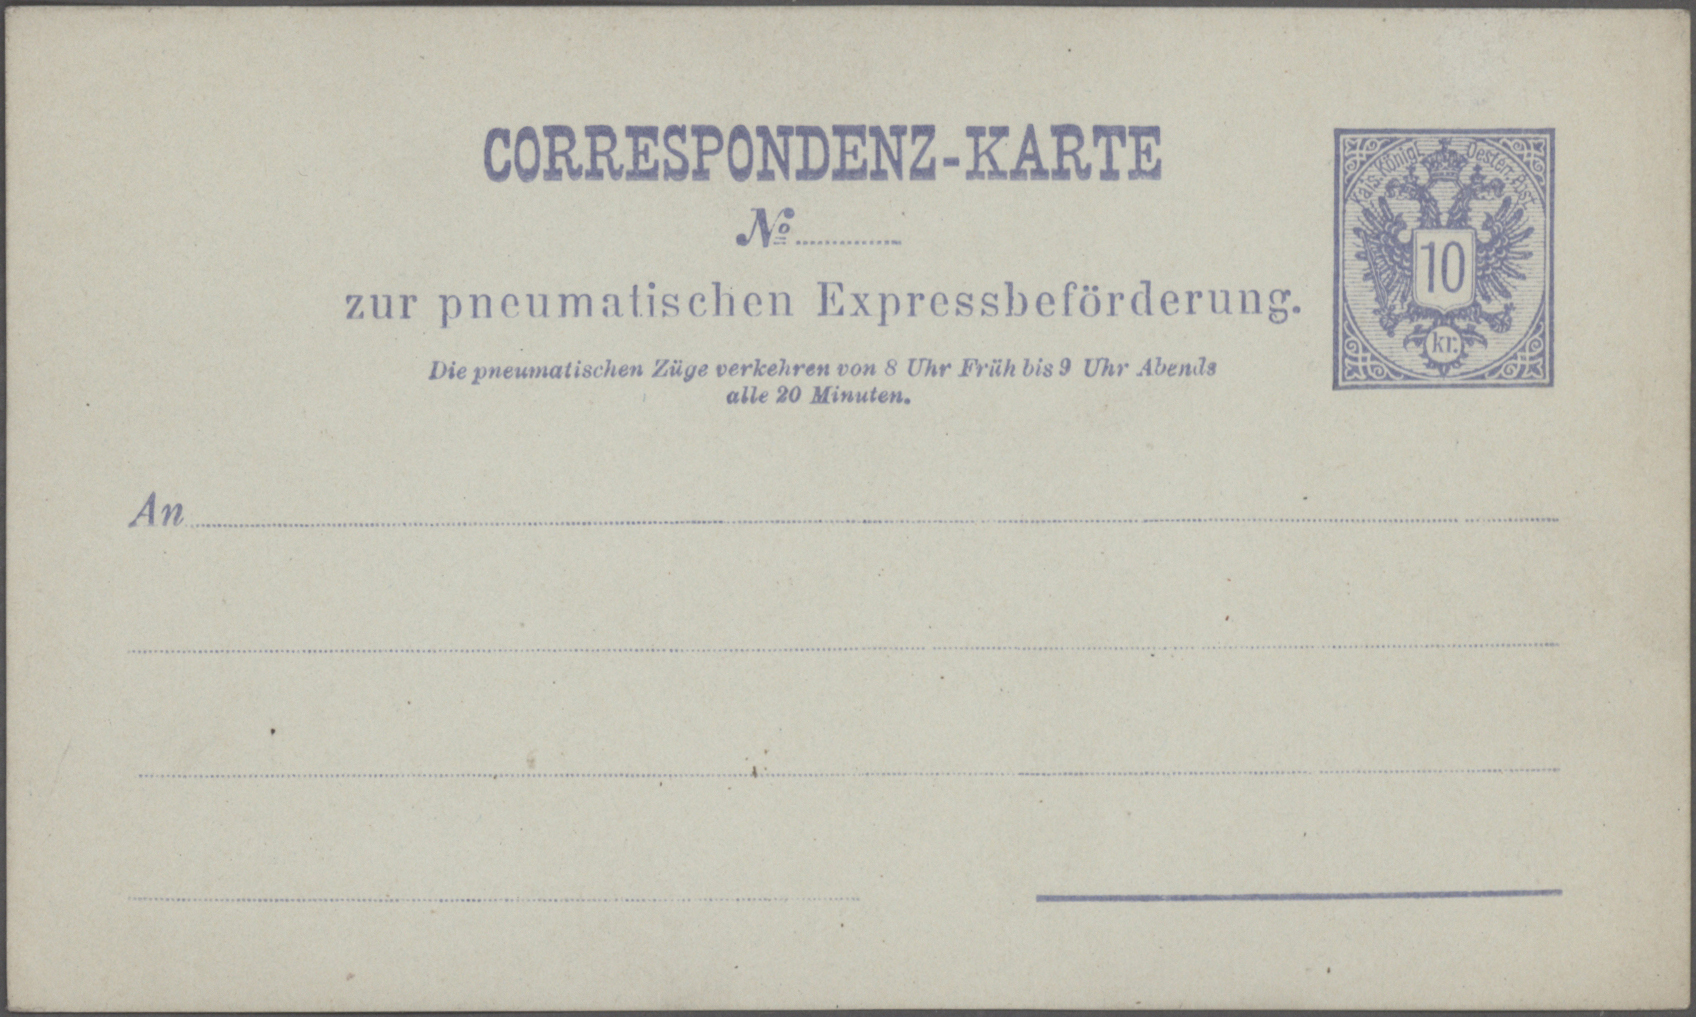 CORRESPONDENZ-KARTE
No
zur pneumatischen Expressbeförderung.
Die pneumatischen Züge verkehren von 8 Uhr Früh bis 9 Uhr Abends
alle 20 Minuten.
Kais. Königl. Oesterr. Post.
10
kr.
An